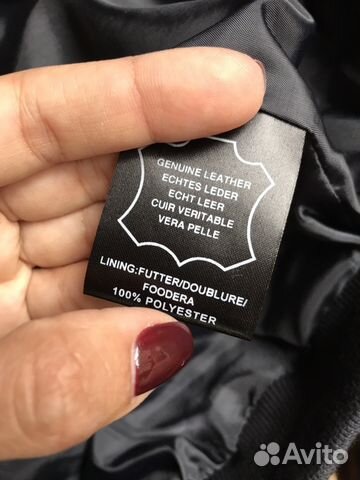 GENUINE LEATHER
ECHTES LEDER
ECHT LEER
CUIR VERITABLE
VERA PELLE
LINING:FUTTER/DOUBLURE/
FOODERA
100% POLYESTER
Avito